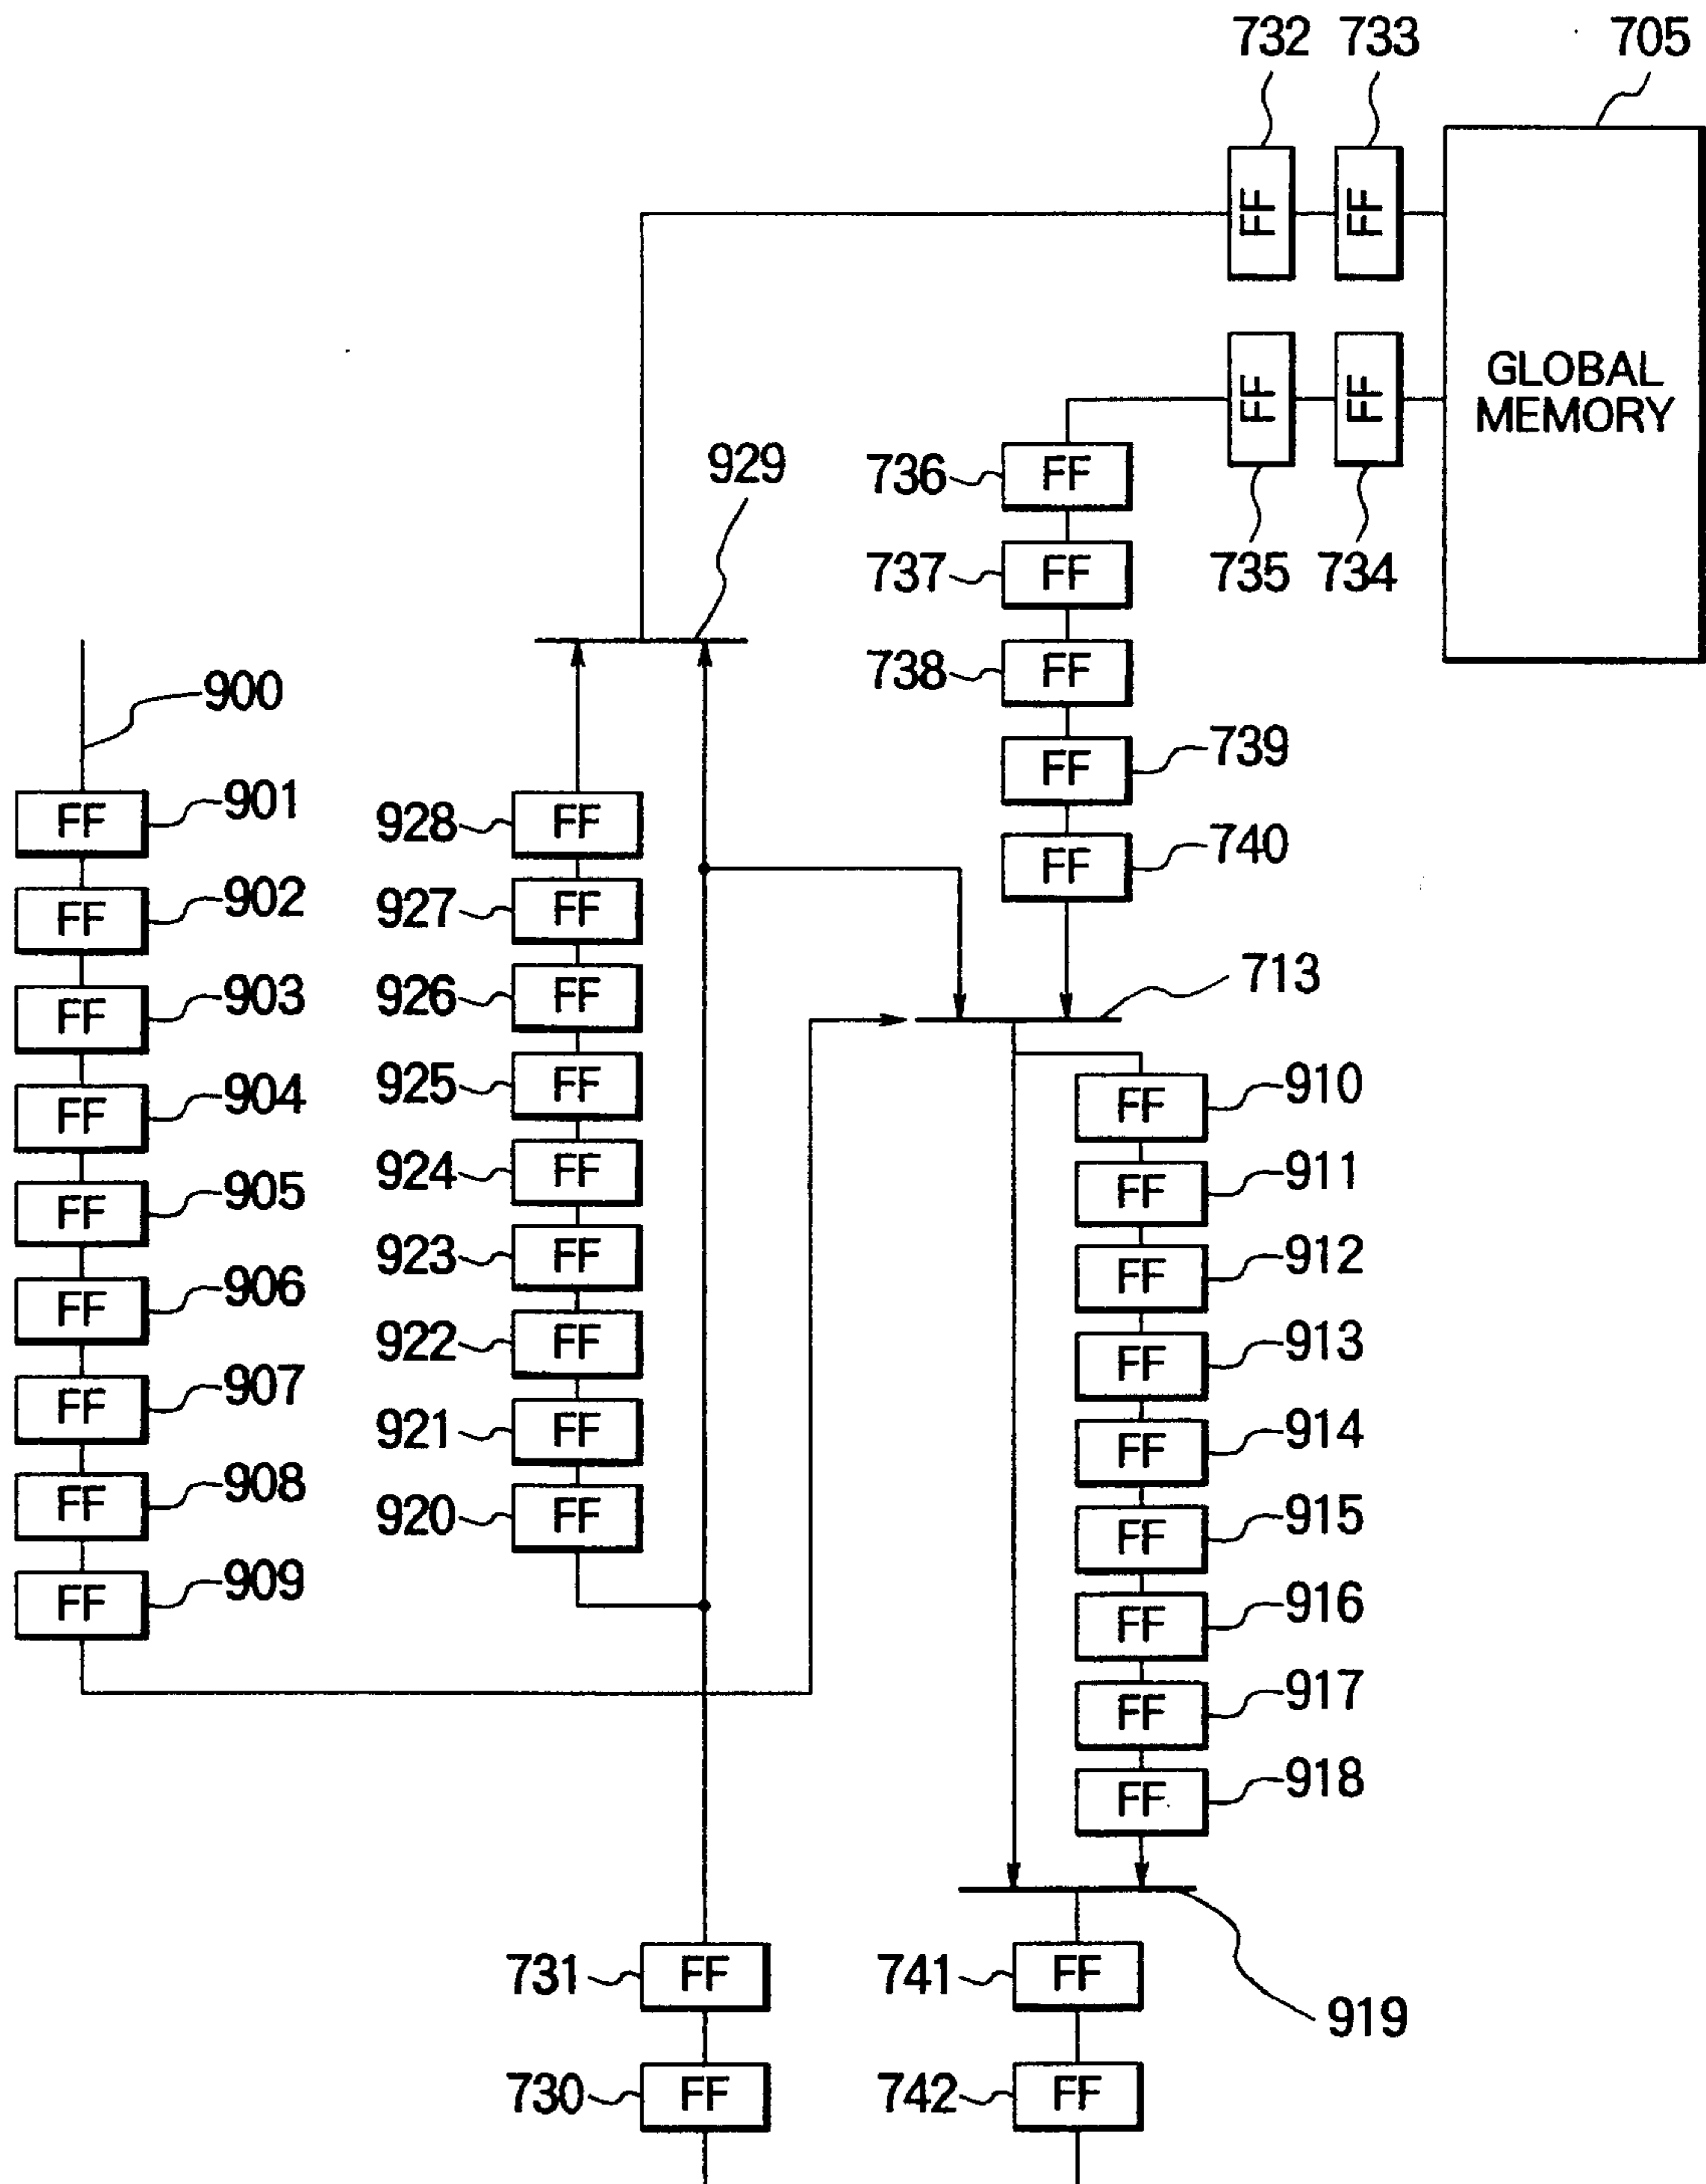 732 733 705
FF FF
GLOBAL
MEMORY
FF FF
735 734
929
736 FF
737 FF
738 FF
FF 739
FF 740
900
FF 901
FF 902
FF 903
FF 904
FF 905
FF 906
FF 907
FF 908
FF 909
928 FF
927 FF
926 FF
925 FF
924 FF
923 FF
922 FF
921 FF
920 FF
713
FF 910
FF 911
FF 912
FF 913
FF 914
FF 915
FF 916
FF 917
FF 918
919
731 FF
741 FF
730 FF
742 FF